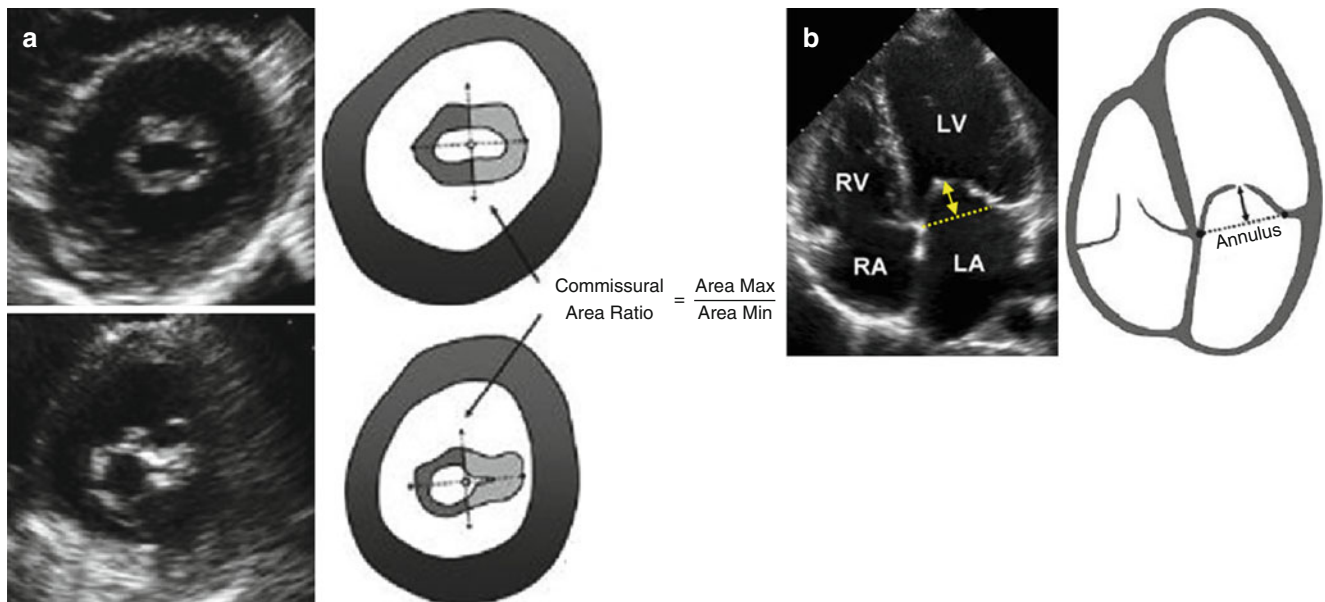 a
Commissural
Area Ratio
=
Area Max
Area Min
b
LV
RV
RA
LA
Annulus